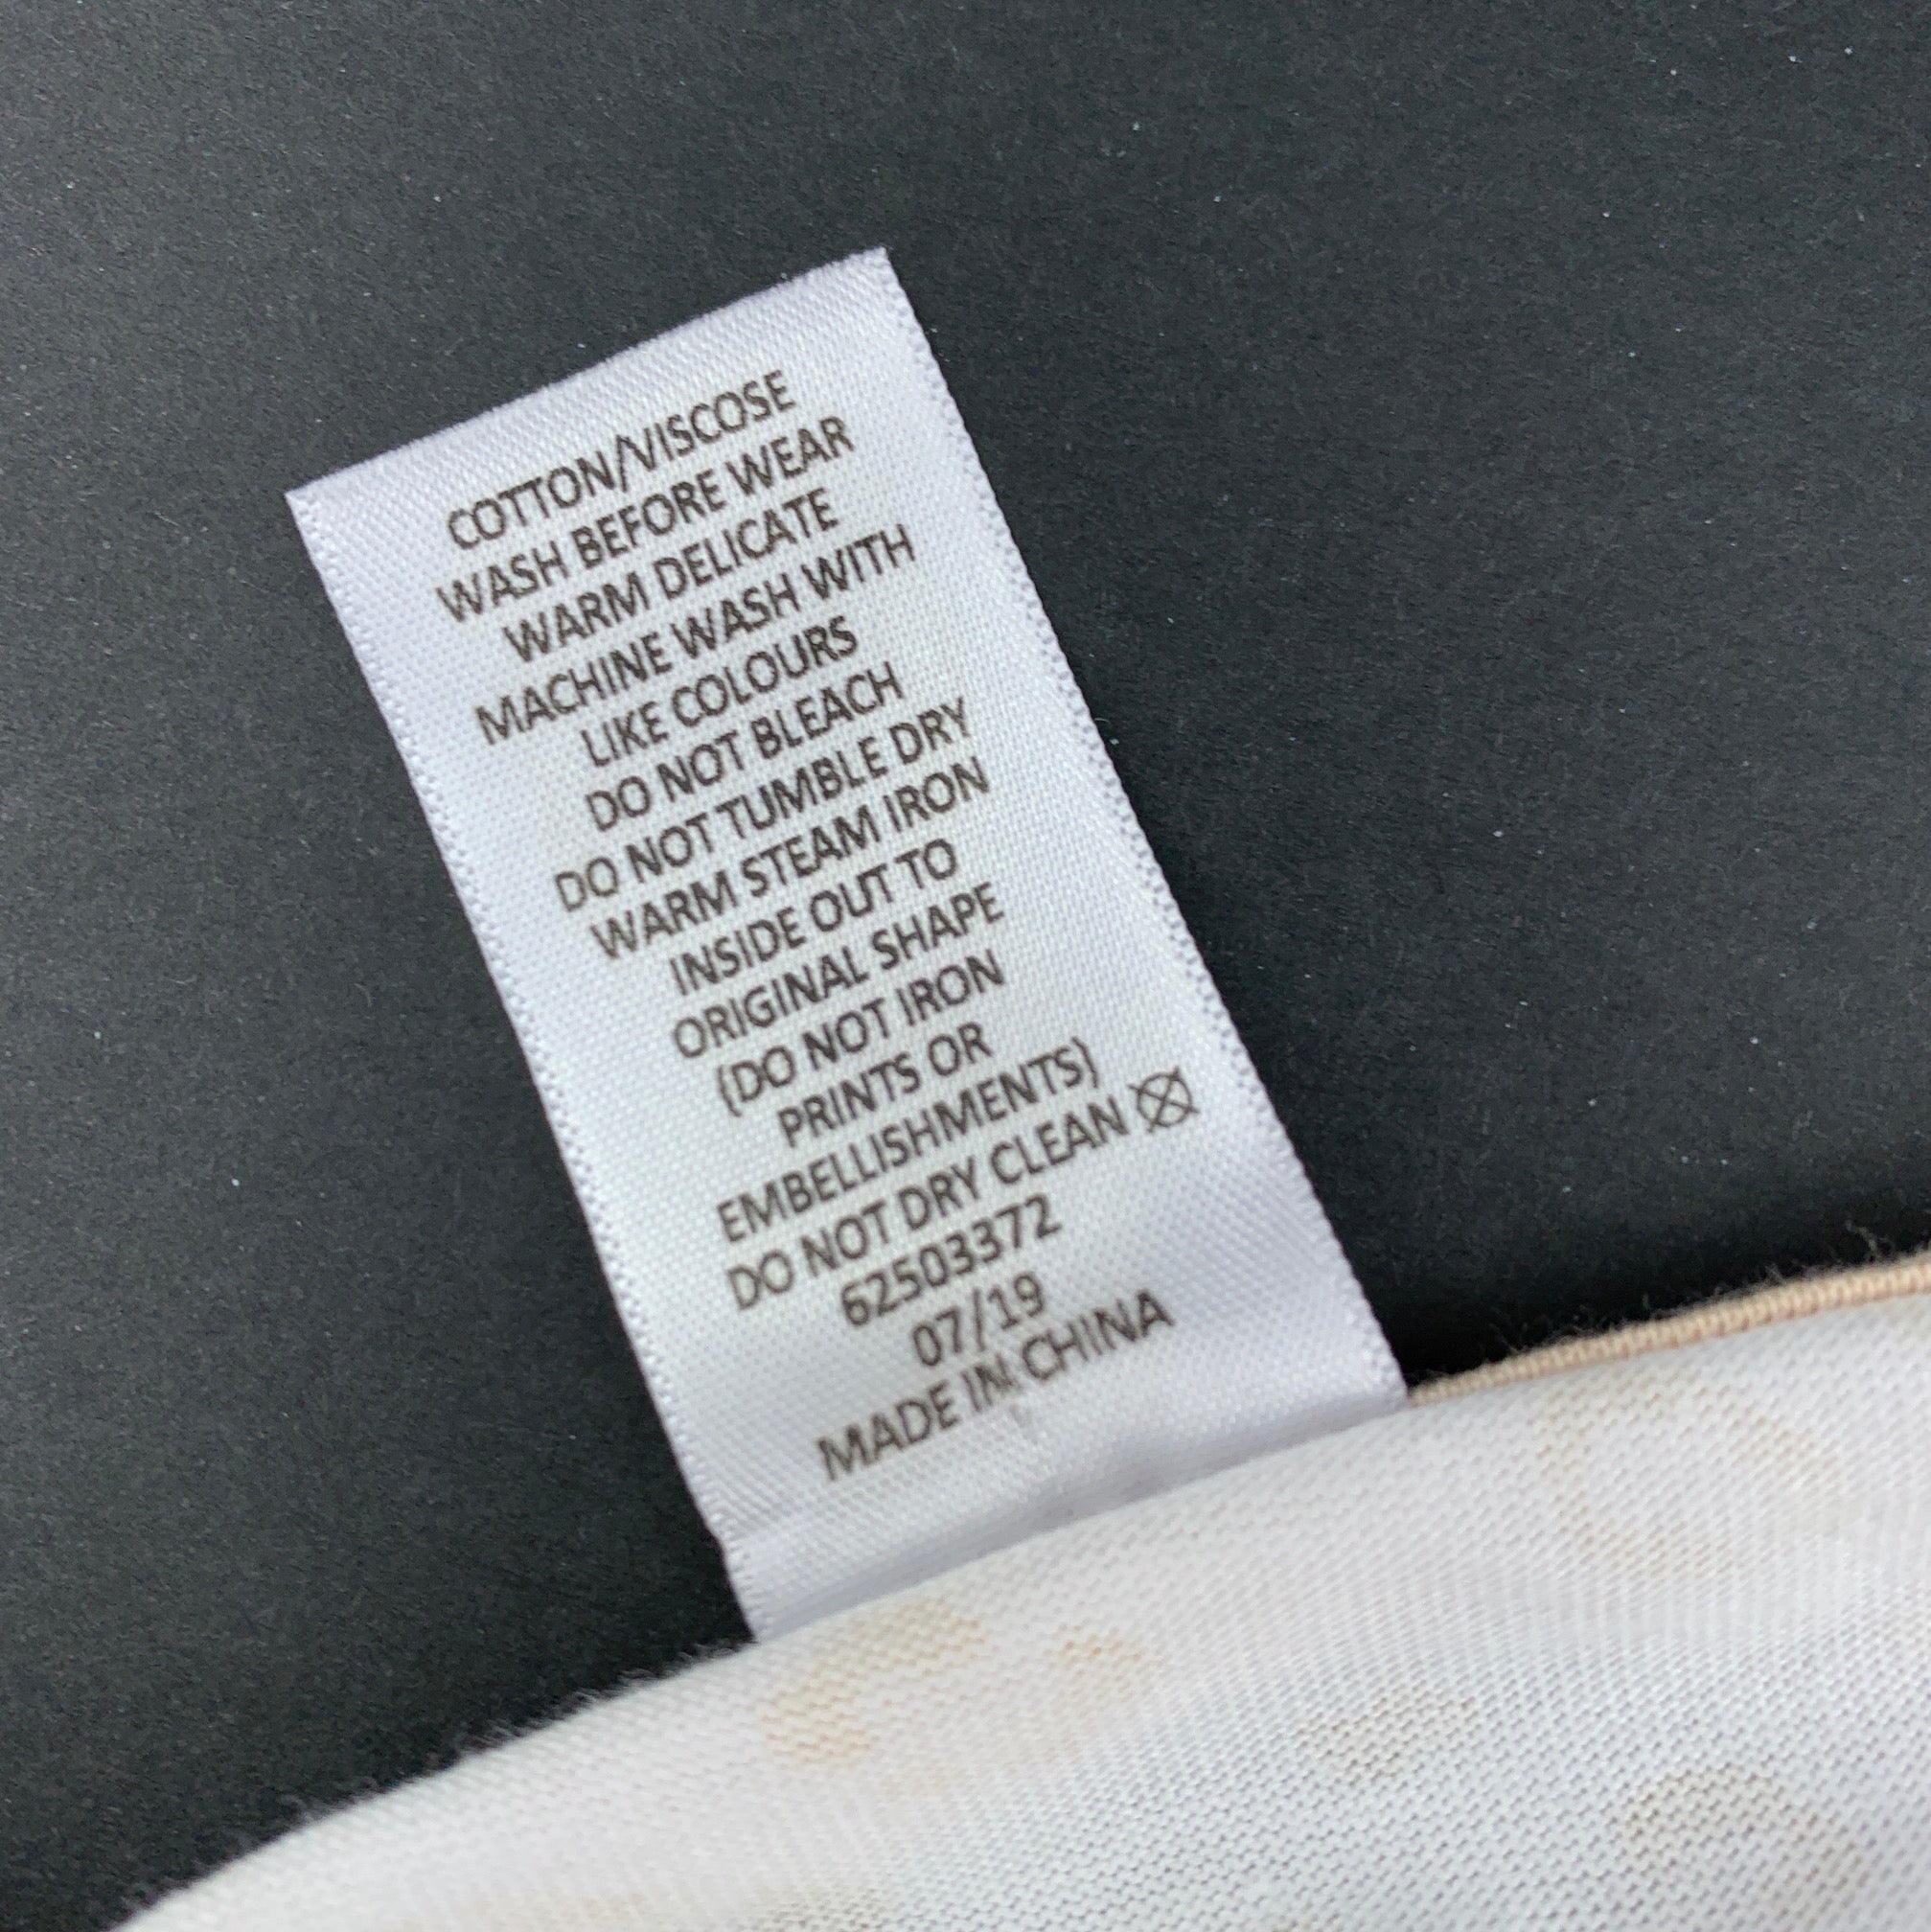 COTTON/VISCOSE
WASH BEFORE WEAR
WARM DELICATE
MACHINE WASH WITH
LIKE COLOURS
DO NOT BLEACH
DO NOT TUMBLE DRY
WARM STEAM IRON
INSIDE OUT TO
ORIGINAL SHAPE
(DO NOT IRON
PRINTS OR
EMBELLISHMENTS)
DO NOT DRY CLEAN
62503372
07/19
MADE IN CHINA